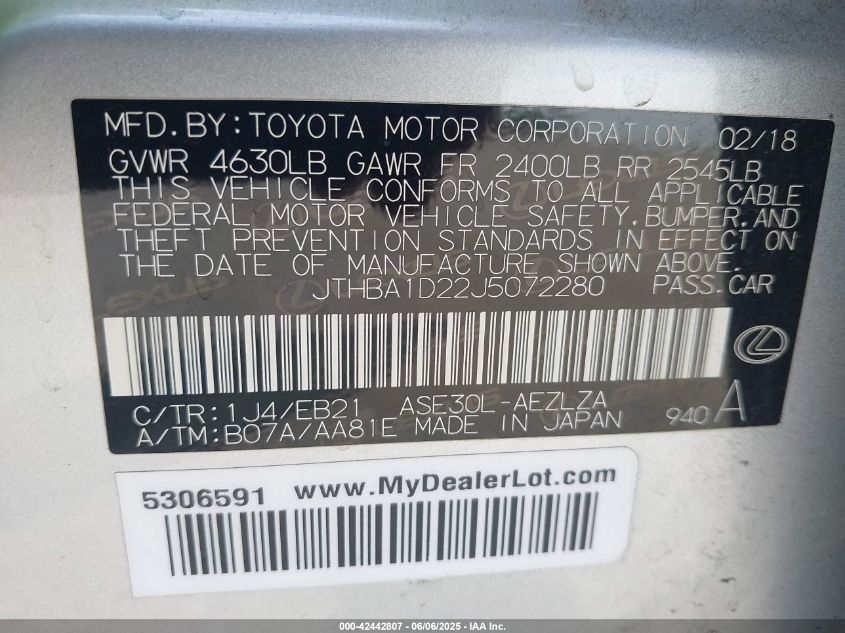 MFD.BY:TOYOTA MOTOR CORPORATION 02/18
GVWR 4630LB GAWR FR 2400LB RR 2545LB
THIS VEHICLE CONFORMS TO ALL APPLICABLE
FEDERAL MOTOR VEHICLE SAFETY,BUMPER,AND
THEFT PREVENTION STANDARDS IN EFFECT ON
THE DATE OF MANUFACTURE SHOWN ABOVE.
JTHBA1D22J5072280 PASS.CAR
C/TR:1J4/EB21 ASE30L-AEZLZA
A/TM:B07A/AA81E MADE IN JAPAN 940 A
5306591 www.MyDealerLot.com
000-42442807 - 06/06/2025 - IAA Inc.